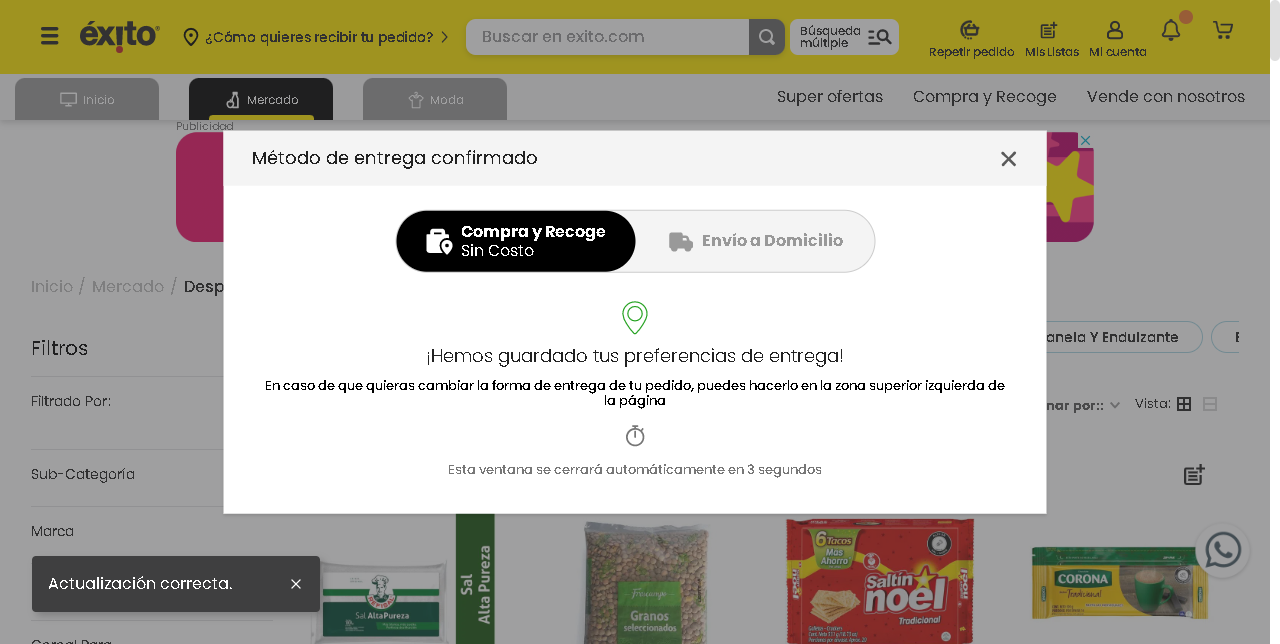 éxito
¿Cómo quieres recibir tu pedido?
Buscar en exito.com
Búsqueda
múltiple
Repetir pedido
Mis Listas
Mi cuenta
Inicio
Mercado
Moda
Super ofertas
Compra y Recoge
Vende con nosotros
Publicidad
Método de entrega confirmado
Compra y Recoge
Sin Costo
Envío a Domicilio
¡Hemos guardado tus preferencias de entrega!
En caso de que quieras cambiar la forma de entrega de tu pedido, puedes hacerlo en la zona superior izquierda de
la página
Esta ventana se cerrará automáticamente en 3 segundos
Inicio / Mercado / Desp
Filtros
anela Y Endulzante
Filtrado Por:
nar por::
Vista:
Sub-Categoría
Marca
Actualización correcta.
Sal AltaPureza
Sal
Alta Pureza
Frescampo
Granos
seleccionados
6 Tacos
Más
Ahorro
Saltín
noel
Tradicional
CORONA
Tradicional